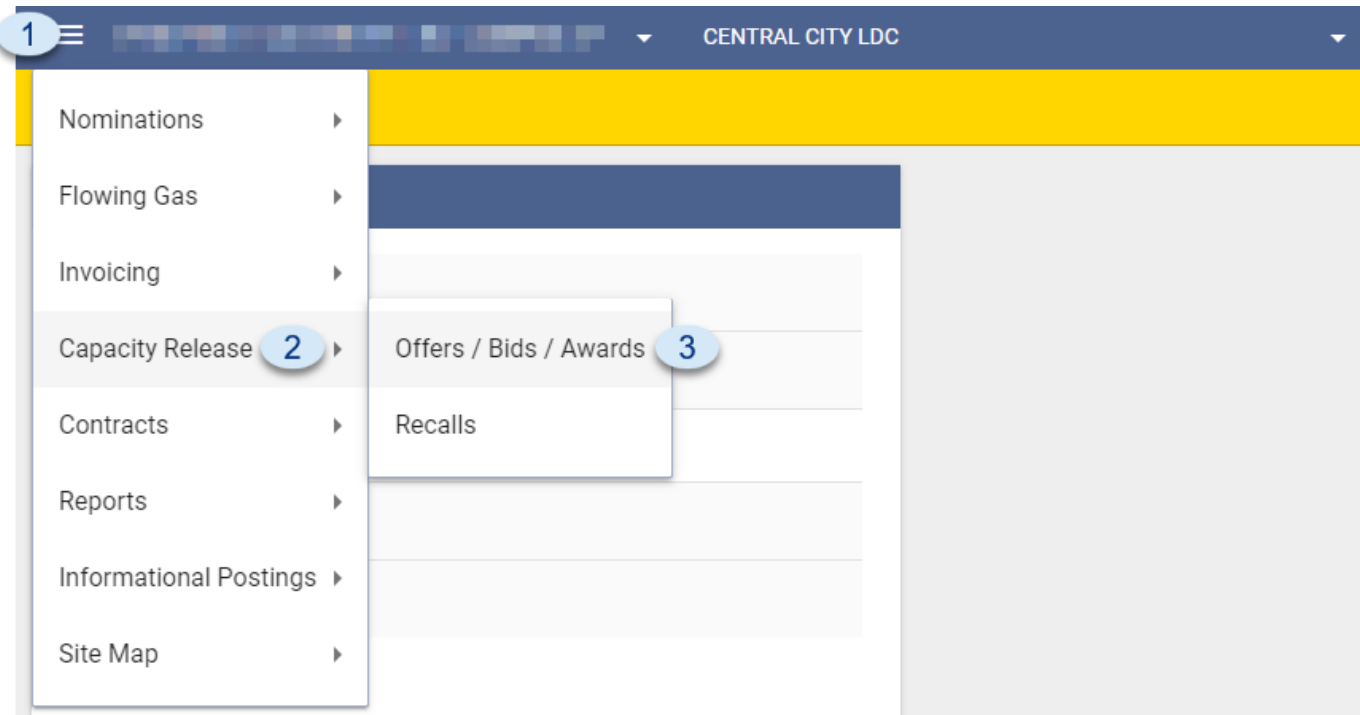 1 CENTRAL CITY LDC
Nominations
Flowing Gas
Invoicing
Capacity Release 2 Offers / Bids / Awards 3
Contracts Recalls
Reports
Informational Postings
Site Map